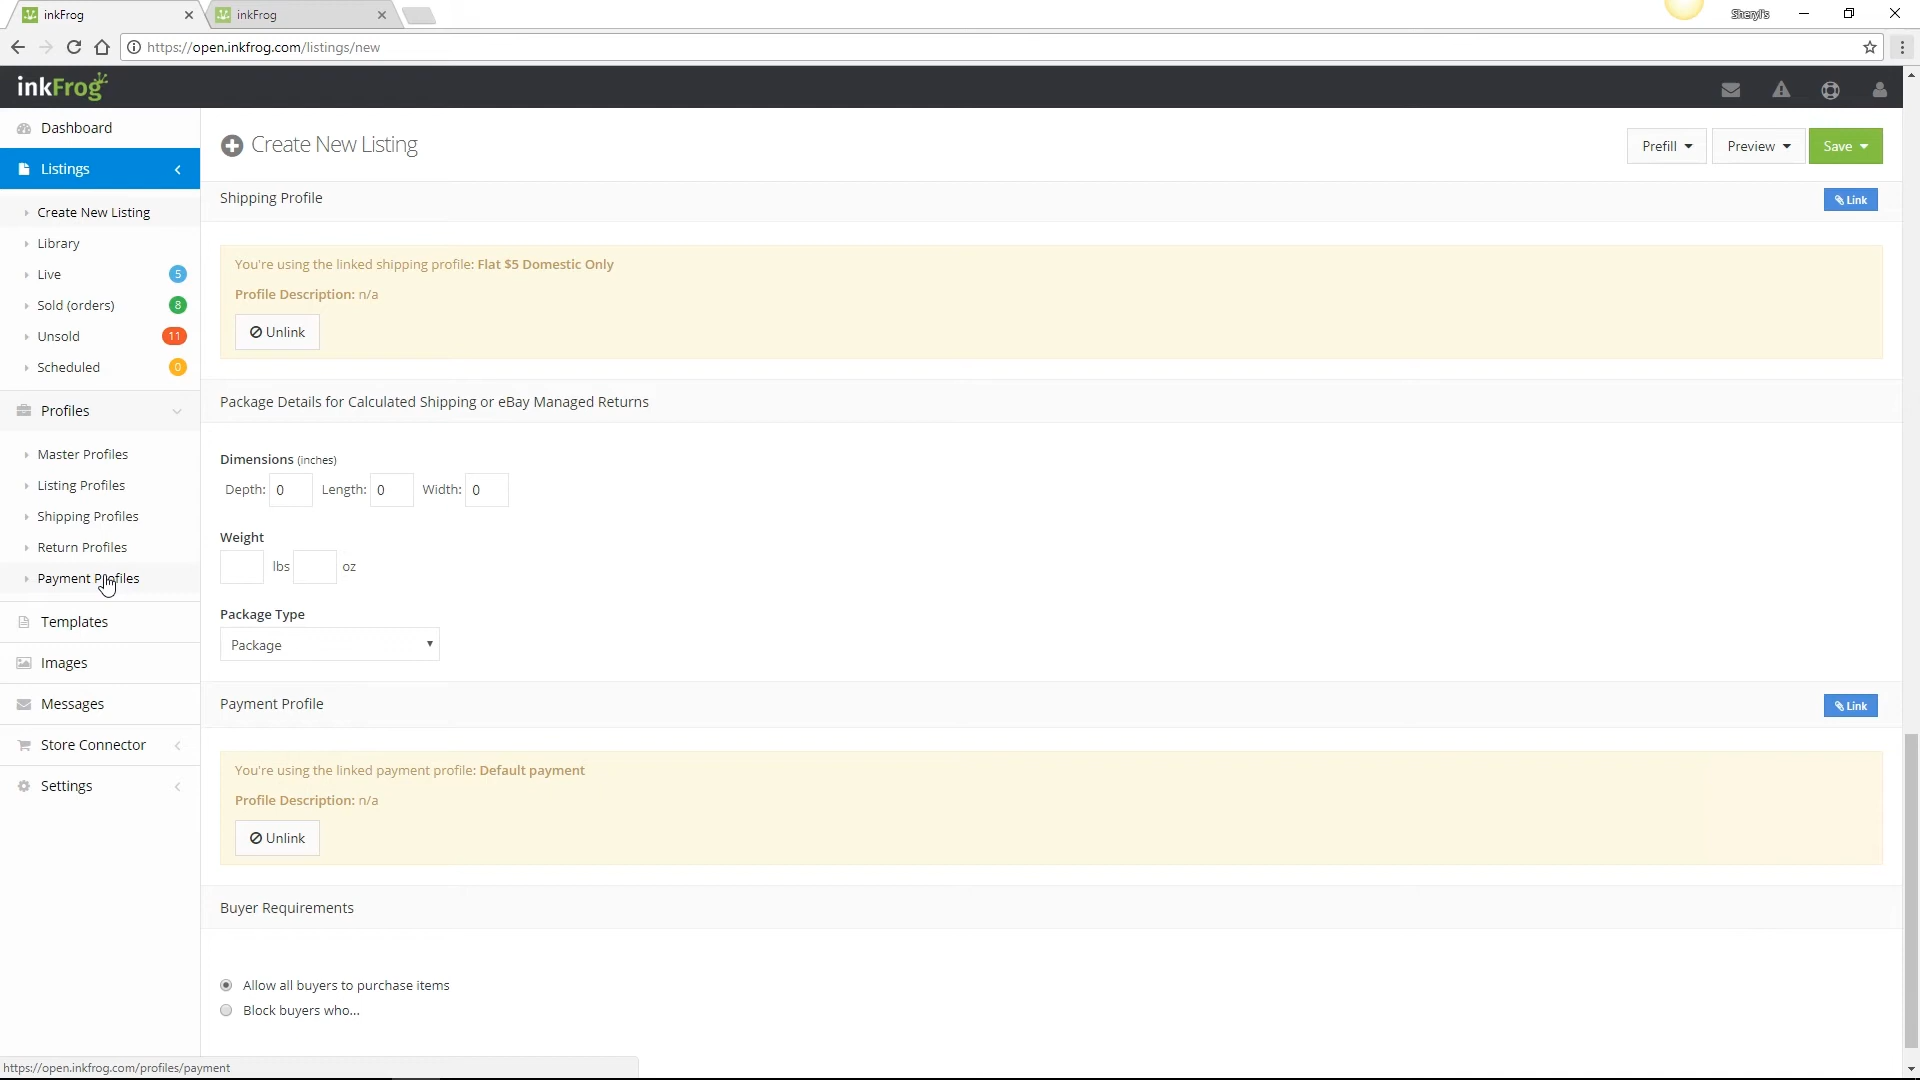 inkFrog
inkFrog
Sheryl's
https://open.inkfrog.com/listings/new
inkFrog
Dashboard
Listings
Create New Listing
Library
Live 5
Sold (orders) 8
Unsold 11
Scheduled 0
Profiles
Master Profiles
Listing Profiles
Shipping Profiles
Return Profiles
Payment Profiles
Templates
Images
Messages
Store Connector
Settings
Create New Listing
Prefill
Preview
Save
Shipping Profile
Link
You're using the linked shipping profile: Flat $5 Domestic Only
Profile Description: n/a
Unlink
Package Details for Calculated Shipping or eBay Managed Returns
Dimensions (inches)
Depth: 0 Length: 0 Width: 0
Weight
lbs oz
Package Type
Package
Payment Profile
Link
You're using the linked payment profile: Default payment
Profile Description: n/a
Unlink
Buyer Requirements
Allow all buyers to purchase items
Block buyers who...
https://open.inkfrog.com/profiles/payment